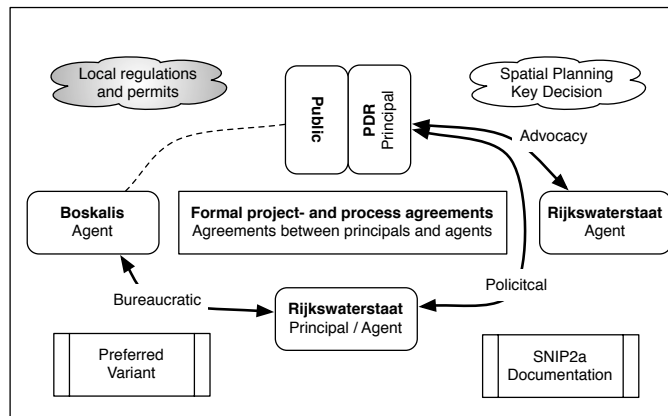 Local regulations
and permits
Public
PDR
Principal
Spatial Planning
Key Decision
Advocacy
Boskalis
Agent
Formal project- and process agreements
Agreements between principals and agents
Rijkswaterstaat
Agent
Bureaucratic
Policitcal
Rijkswaterstaat
Principal / Agent
Preferred
Variant
SNIP2a
Documentation